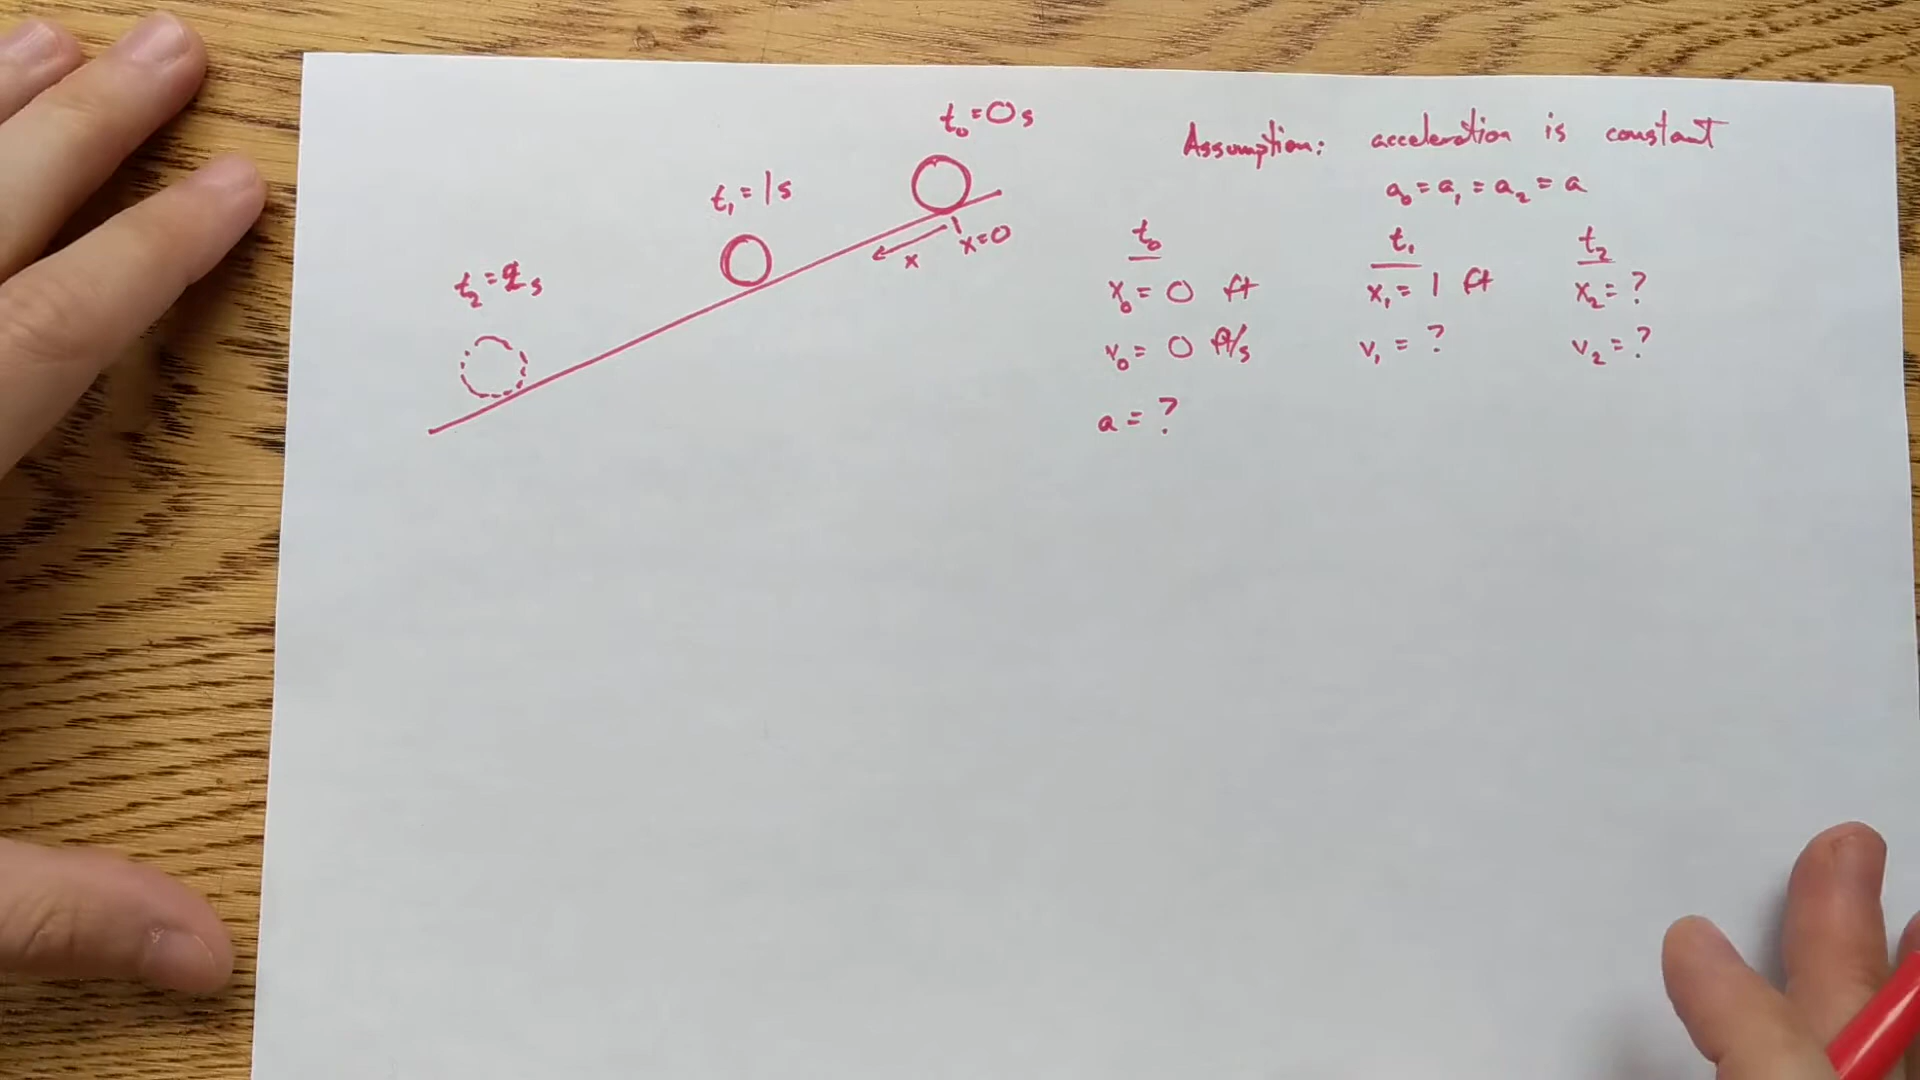 t₀=0s
t₁=1s
t₂=2s
x=0
x
Assumption: acceleration is constant
a₀=a₁=a₂=a
t₀ t₁ t₂
x₀=0 ft x₁=1 ft x₂=?
v₀=0 ft/s v₁=? v₂=?
a=?